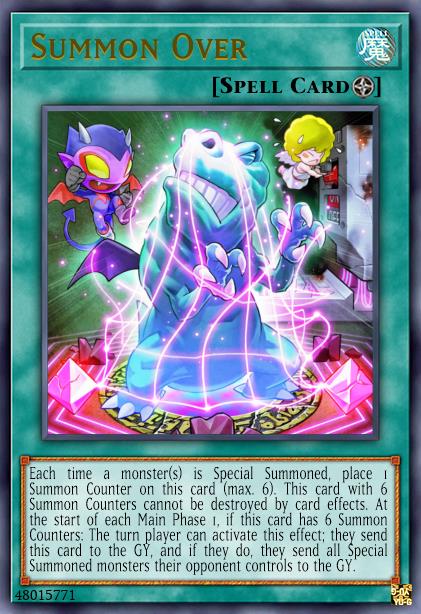 SUMMON OVER
SPELL
魔
[SPELL CARD]
Each time a monster(s) is Special Summoned, place 1
Summon Counter on this card (max. 6). This card with 6
Summon Counters cannot be destroyed by card effects. At
the start of each Main Phase 1, if this card has 6 Summon
Counters: The turn player can activate this effect; they send
this card to the GY, and if they do, they send all Special
Summoned monsters their opponent controls to the GY.
48015771